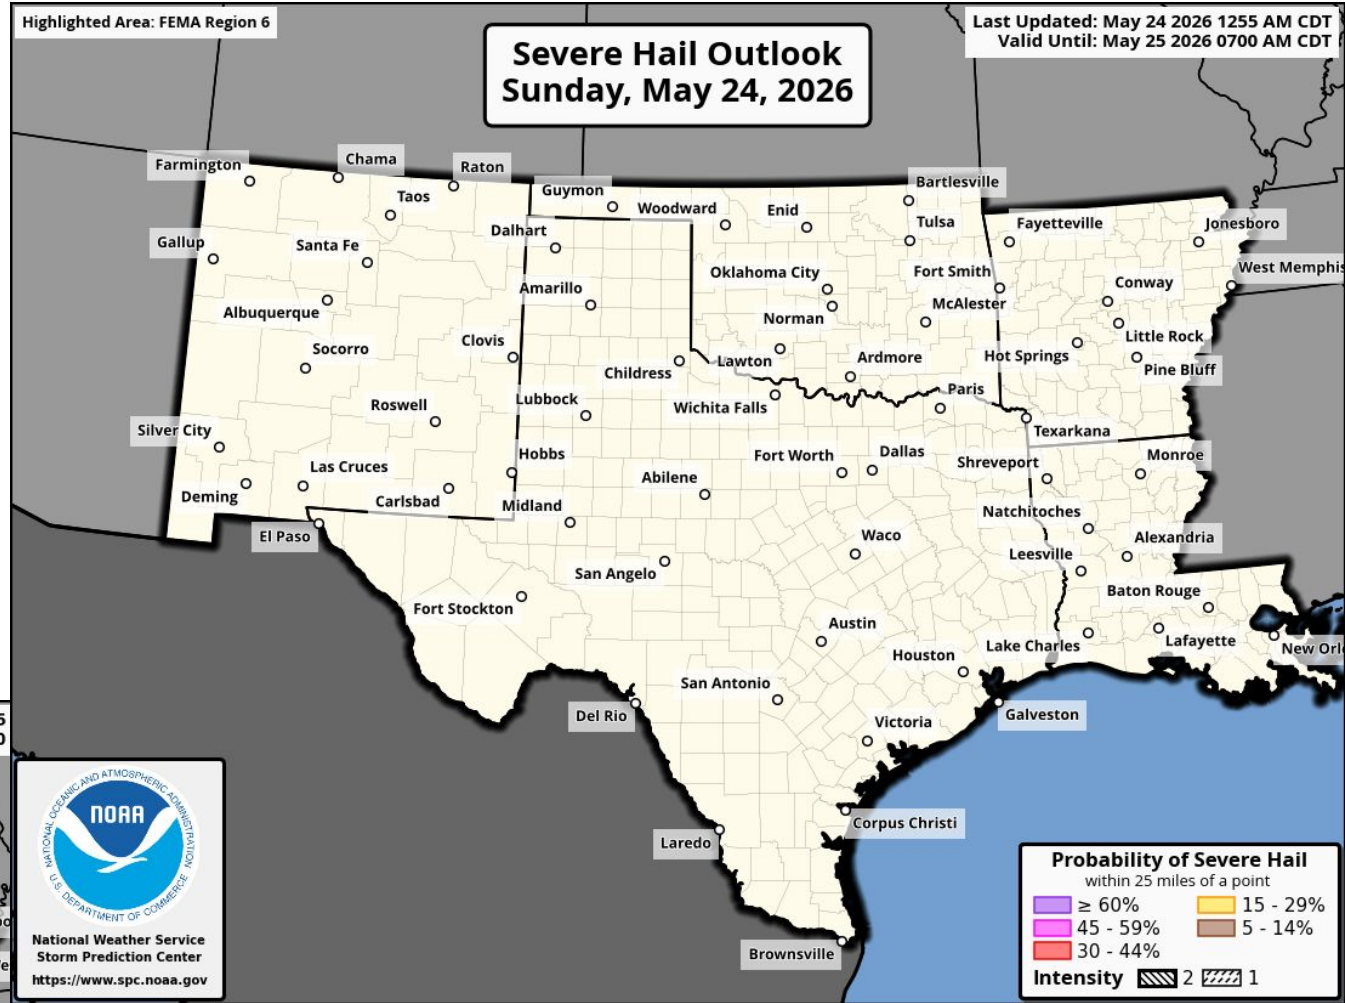 Highlighted Area: FEMA Region 6
Severe Hail Outlook
Sunday, May 24, 2026
Last Updated: May 24 2026 1255 AM CDT
Valid Until: May 25 2026 0700 AM CDT
Farmington
Chama
Raton
Taos
Guymon
Woodward
Enid
Bartlesville
Gallup
Santa Fe
Dalhart
Tulsa
Fayetteville
Jonesboro
Albuquerque
Amarillo
Oklahoma City
Fort Smith
Conway
West Memphis
Norman
McAlester
Socorro
Clovis
Childress
Lawton
Ardmore
Hot Springs
Little Rock
Pine Bluff
Roswell
Lubbock
Wichita Falls
Paris
Silver City
Texarkana
Las Cruces
Hobbs
Abilene
Fort Worth
Dallas
Shreveport
Monroe
Deming
Carlsbad
Midland
Natchitoches
El Paso
San Angelo
Waco
Leesville
Alexandria
Fort Stockton
Baton Rouge
Austin
Houston
Lake Charles
Lafayette
New Orl
San Antonio
Del Rio
Victoria
Galveston
Laredo
Corpus Christi
Brownsville
5
0
NATIONAL OCEANIC AND ATMOSPHERIC ADMINISTRATION
NOAA
U.S. DEPARTMENT OF COMMERCE
National Weather Service
Storm Prediction Center
https://www.spc.noaa.gov
Probability of Severe Hail
within 25 miles of a point
≥ 60% 15 - 29%
45 - 59% 5 - 14%
30 - 44%
Intensity 2 1